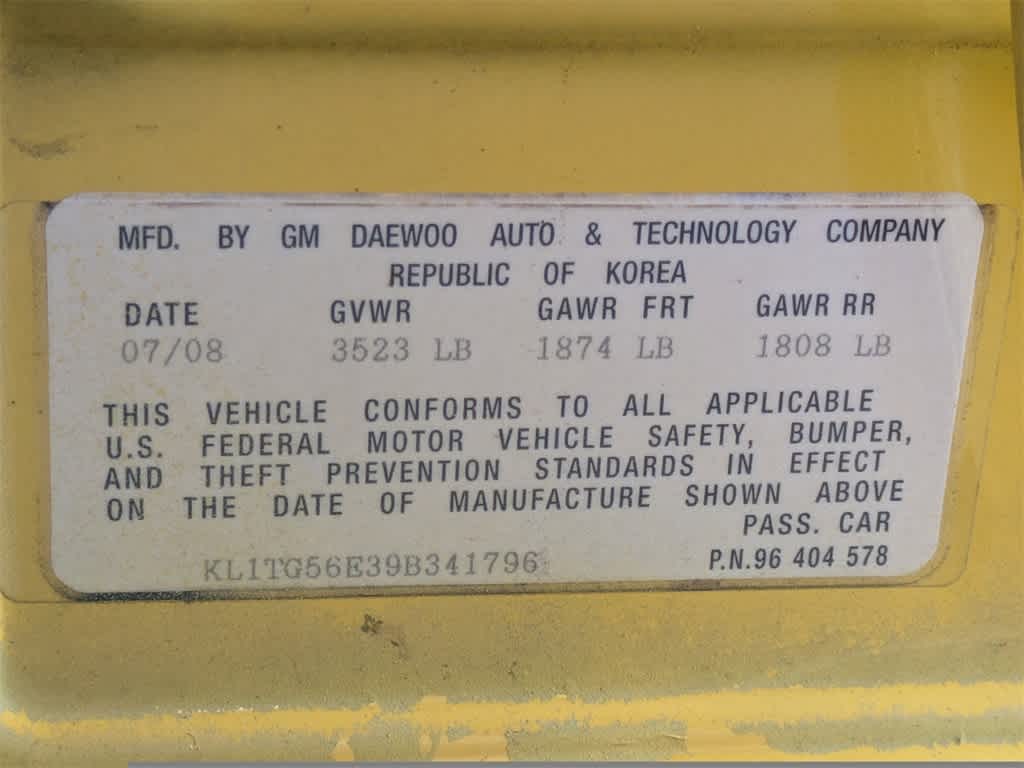 MFD. BY GM DAEWOO AUTO & TECHNOLOGY COMPANY
REPUBLIC OF KOREA
DATE GVWR GAWR FRT GAWR RR
07/08 3523 LB 1874 LB 1808 LB
THIS VEHICLE CONFORMS TO ALL APPLICABLE
U.S. FEDERAL MOTOR VEHICLE SAFETY, BUMPER,
AND THEFT PREVENTION STANDARDS IN EFFECT
ON THE DATE OF MANUFACTURE SHOWN ABOVE
PASS. CAR
KL1TG56E39B341796 P.N.96 404 578